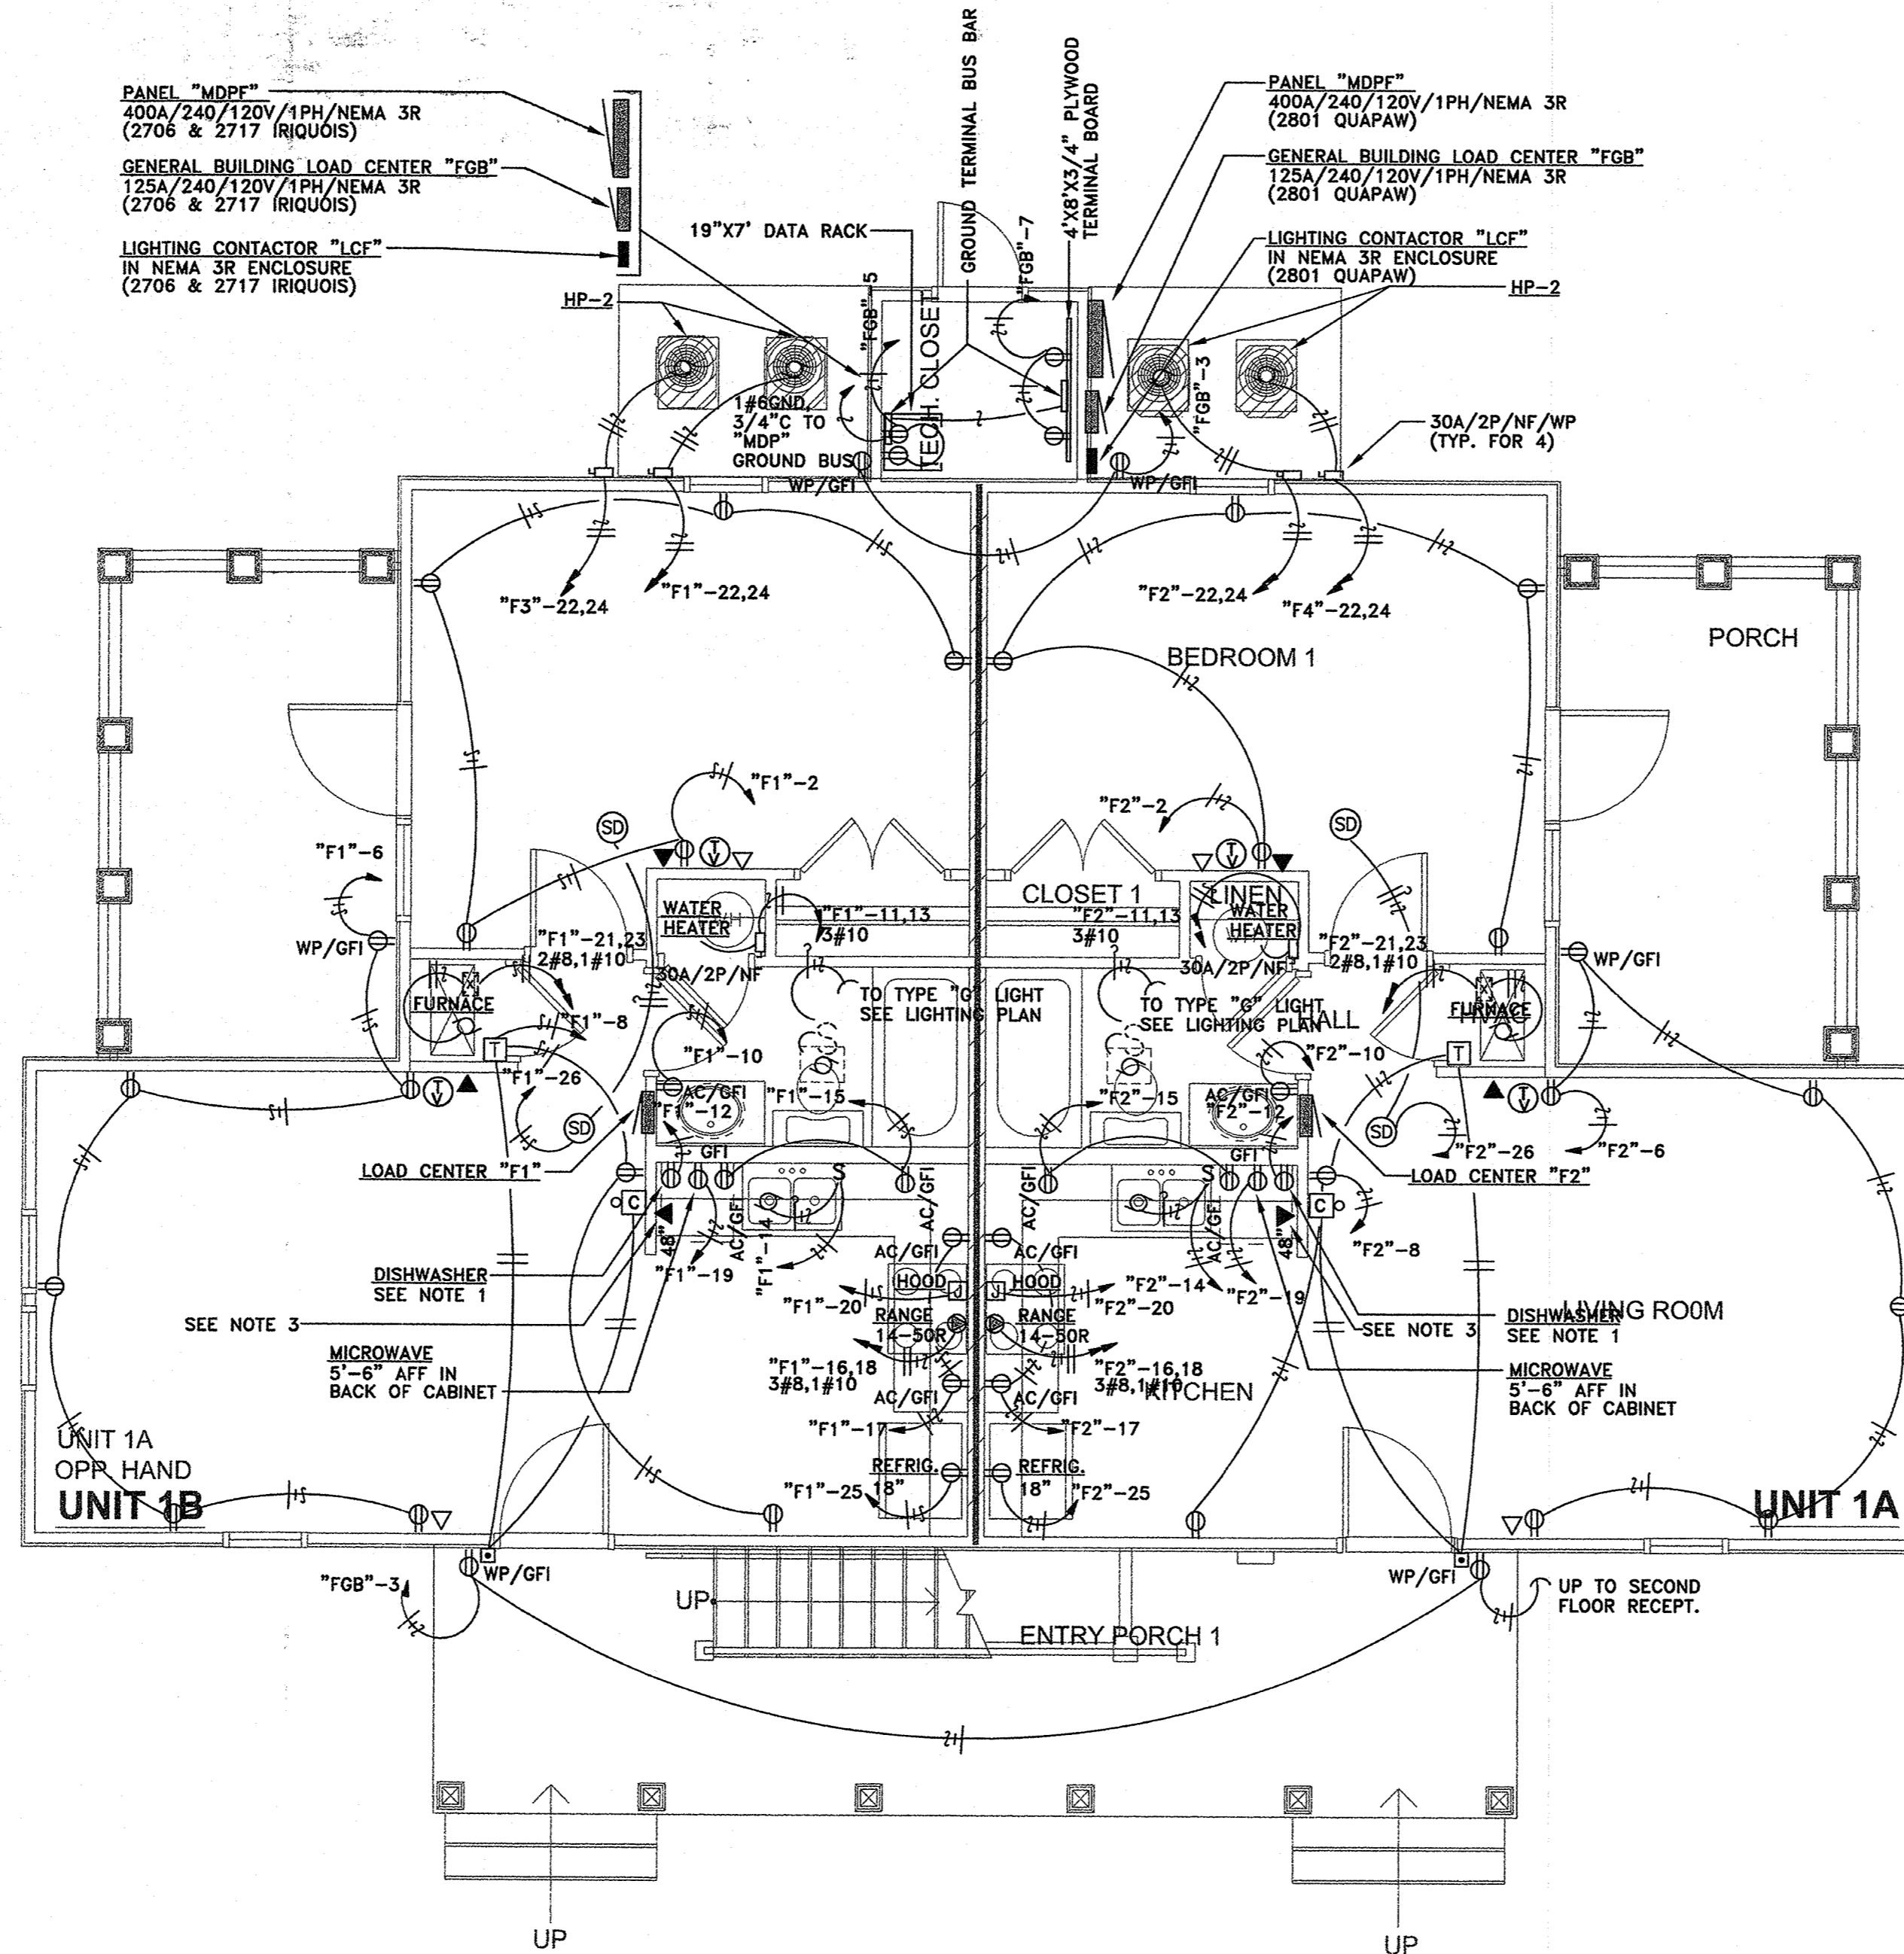 PANEL "MDPF"
400A/240/120V/1PH/NEMA 3R
(2706 & 2717 IRIQUOIS)
GENERAL BUILDING LOAD CENTER "FGB"
125A/240/120V/1PH/NEMA 3R
(2706 & 2717 IRIQUOIS)
LIGHTING CONTACTOR "LCF"
IN NEMA 3R ENCLOSURE
(2706 & 2717 IRIQUOIS)
19"X7' DATA RACK
GROUND TERMINAL BUS BAR
4'X8'X3/4" PLYWOOD
TERMINAL BOARD
PANEL "MDPF"
400A/240/120V/1PH/NEMA 3R
(2801 QUAPAW)
GENERAL BUILDING LOAD CENTER "FGB"
125A/240/120V/1PH/NEMA 3R
(2801 QUAPAW)
LIGHTING CONTACTOR "LCF"
IN NEMA 3R ENCLOSURE
(2801 QUAPAW)
HP-2
HP-2
"FGB" 5
TECH. CLOSET
"FGB"-7
"FGB"-3
1#6GND,
3/4"C TO
"MDP"
GROUND BUS
30A/2P/NF/WP
(TYP. FOR 4)
WP/GFI
WP/GFI
"F3"-22,24
"F1"-22,24
"F2"-22,24
"F4"-22,24
BEDROOM 1
PORCH
"F1"-2
"F2"-2
SD
SD
T
T
"F1"-6
WP/GFI
WATER
HEATER
"F1"-11,13
3#10
CLOSET 1
"F2"-11,13
3#10
LINEN
WATER
HEATER
"F1"-21,23
2#8,1#10
"F2"-21,23
2#8,1#10
WP/GFI
30A/2P/NF
30A/2P/NF
FURNACE
FURNACE
TO TYPE "G" LIGHT
SEE LIGHTING PLAN
TO TYPE "G" LIGHT
SEE LIGHTING PLAN
HALL
"F1"-8
"F1"-10
"F2"-10
T
T
"F1"-26
T
T
AC/GFI
"F1"-12
"F1"-15
"F2"-15
AC/GFI
"F2"-12
SD
SD
"F2"-26
"F2"-6
LOAD CENTER "F1"
GFI
GFI
LOAD CENTER "F2"
S
S
C
C
48"
AC/GFI
"F1"-14
AC/GFI
AC/GFI
AC/GFI
48"
"F2"-8
AC/GFI
AC/GFI
"F1"-19
"F2"-14
"F2"-19
DISHWASHER
SEE NOTE 1
HOOD
HOOD
J
J
"F1"-20
"F2"-20
SEE NOTE 3
RANGE
14-50R
RANGE
14-50R
SEE NOTE 3
LIVING ROOM
DISHWASHER
SEE NOTE 1
MICROWAVE
5'-6" AFF IN
BACK OF CABINET
"F1"-16,18
3#8,1#10
"F2"-16,18
3#8,1#10
KITCHEN
MICROWAVE
5'-6" AFF IN
BACK OF CABINET
AC/GFI
AC/GFI
"F1"-17
"F2"-17
UNIT 1A
OPP. HAND
UNIT 1B
REFRIG.
18"
REFRIG.
18"
"F1"-25
"F2"-25
UNIT 1A
"FGB"-3
WP/GFI
WP/GFI
UP TO SECOND
FLOOR RECEPT.
UP
ENTRY PORCH 1
UP
UP